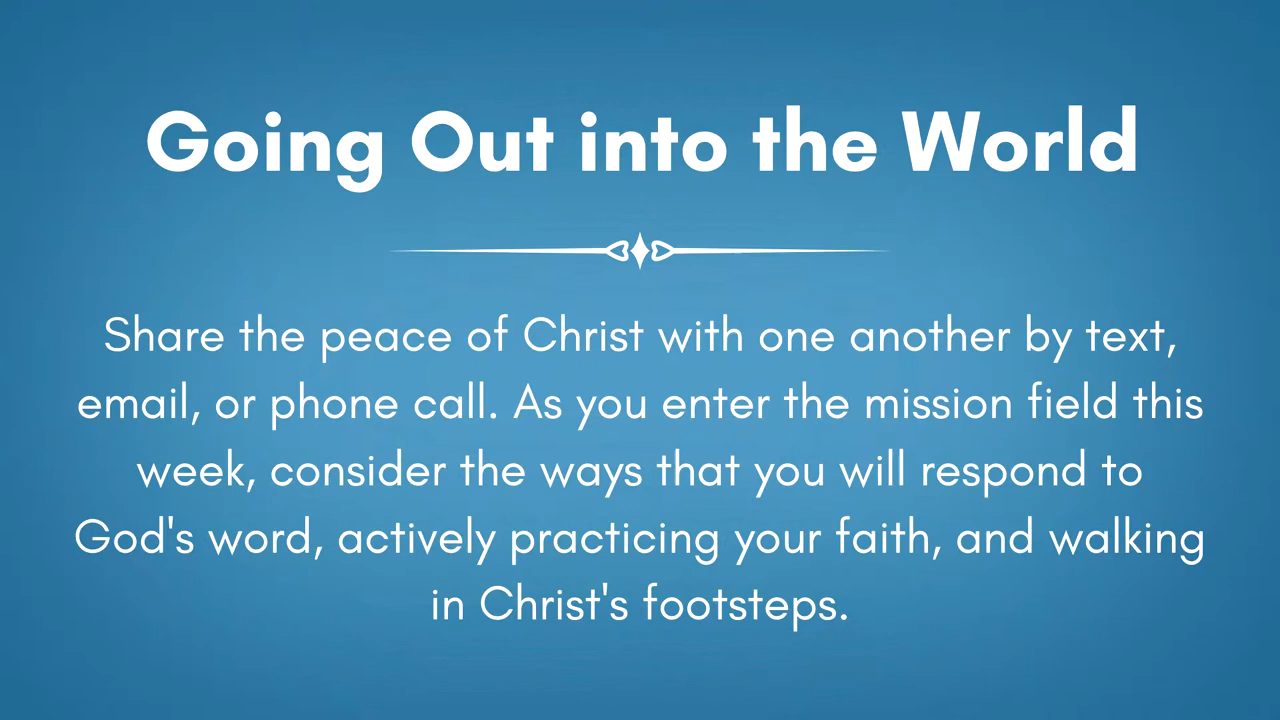 Going Out into the World
Share the peace of Christ with one another by text,
email, or phone call. As you enter the mission field this
week, consider the ways that you will respond to
God's word, actively practicing your faith, and walking
in Christ's footsteps.